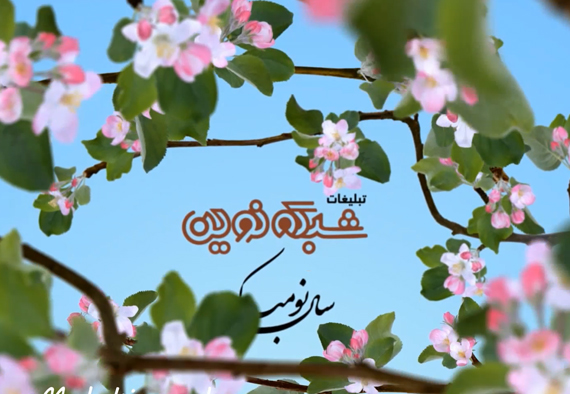 تبلیغات
شبکه نوین
سال نو مبارک